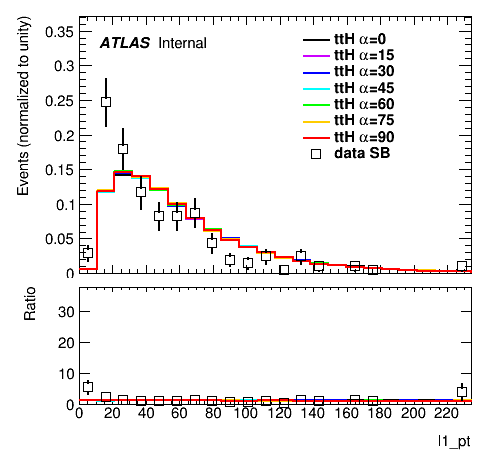 ATLAS Internal
ttH α=0
ttH α=15
ttH α=30
ttH α=45
ttH α=60
ttH α=75
ttH α=90
data SB
Events (normalized to unity)
0.35
0.3
0.25
0.2
0.15
0.1
0.05
0
Ratio
30
20
10
0
0 20 40 60 80 100 120 140 160 180 200 220
l1_pt